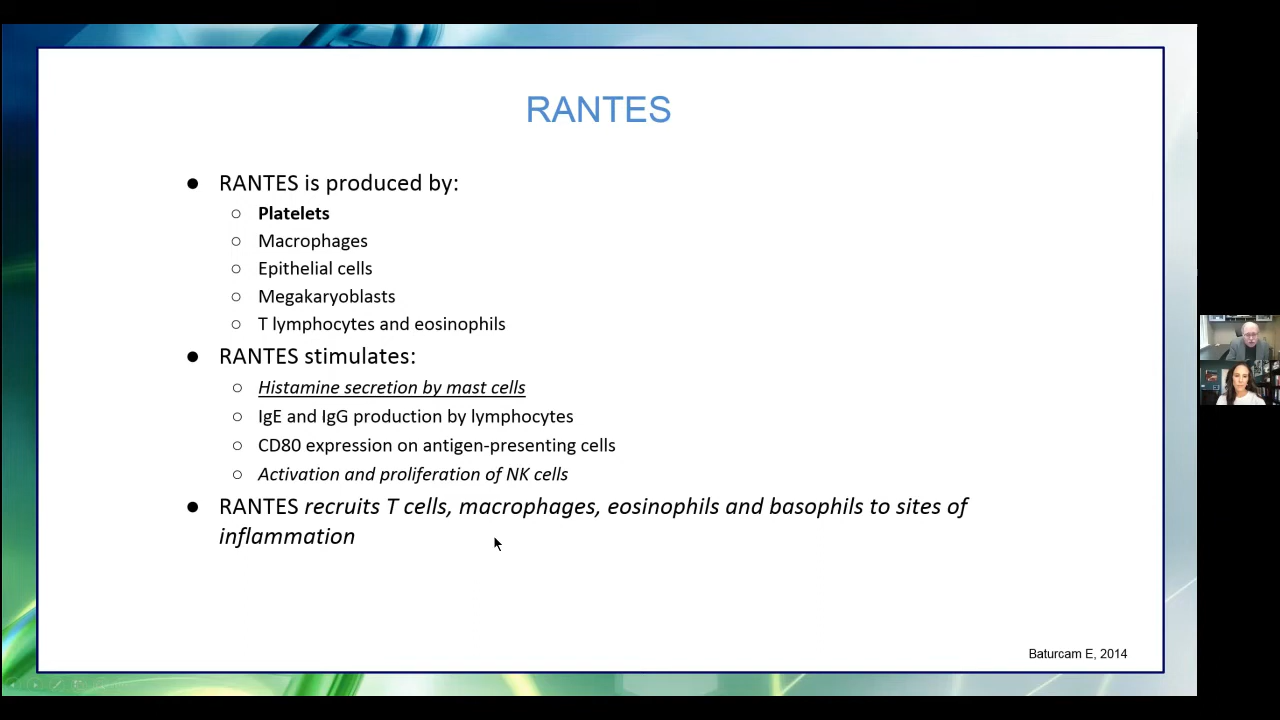 RANTES
● RANTES is produced by:
○ Platelets
○ Macrophages
○ Epithelial cells
○ Megakaryoblasts
○ T lymphocytes and eosinophils
● RANTES stimulates:
○ Histamine secretion by mast cells
○ IgE and IgG production by lymphocytes
○ CD80 expression on antigen-presenting cells
○ Activation and proliferation of NK cells
● RANTES recruits T cells, macrophages, eosinophils and basophils to sites of
inflammation
Baturcam E, 2014